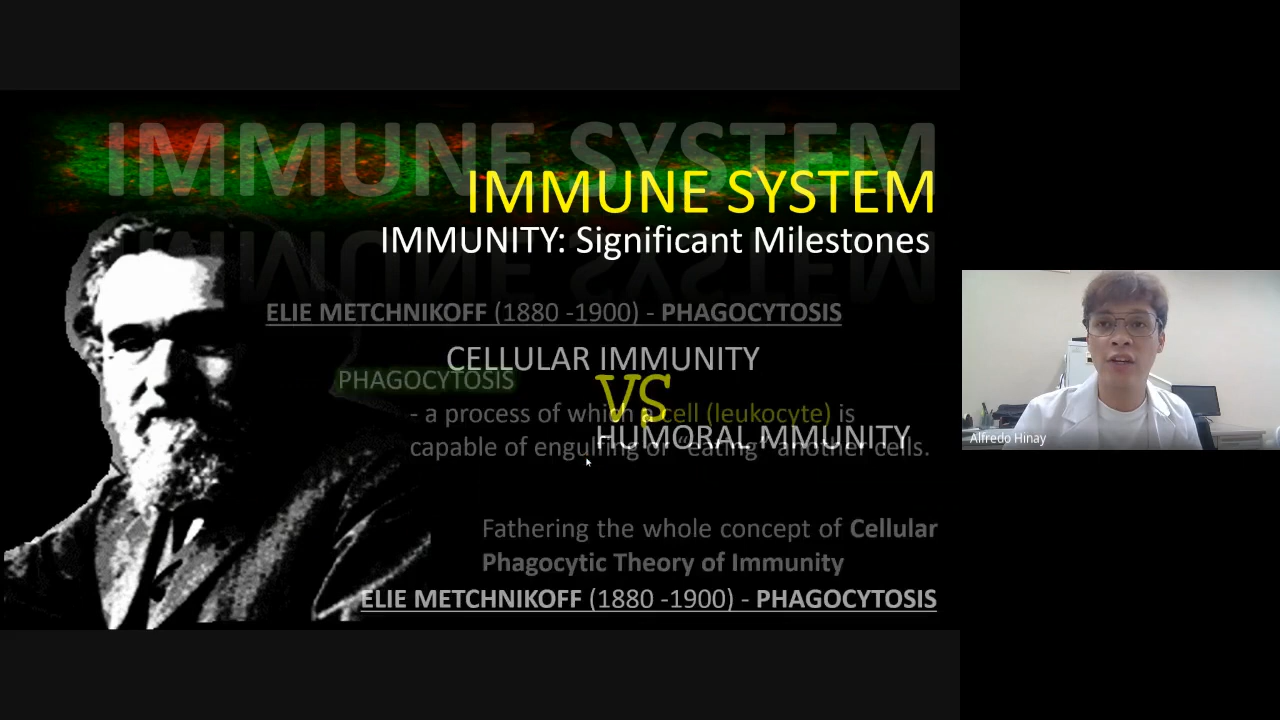 IMMUNE SYSTEM
IMMUNE SYSTEM
IMMUNITY: Significant Milestones
ELIE METCHNIKOFF (1880 -1900) - PHAGOCYTOSIS
CELLULAR IMMUNITY
PHAGOCYTOSIS
VS
- a process of which a cell (leukocyte) is
HUMORAL MMUNITY
capable of engulfing or "eating" another cells.
Fathering the whole concept of Cellular
Phagocytic Theory of Immunity
ELIE METCHNIKOFF (1880 -1900) - PHAGOCYTOSIS
Alfredo Hinay